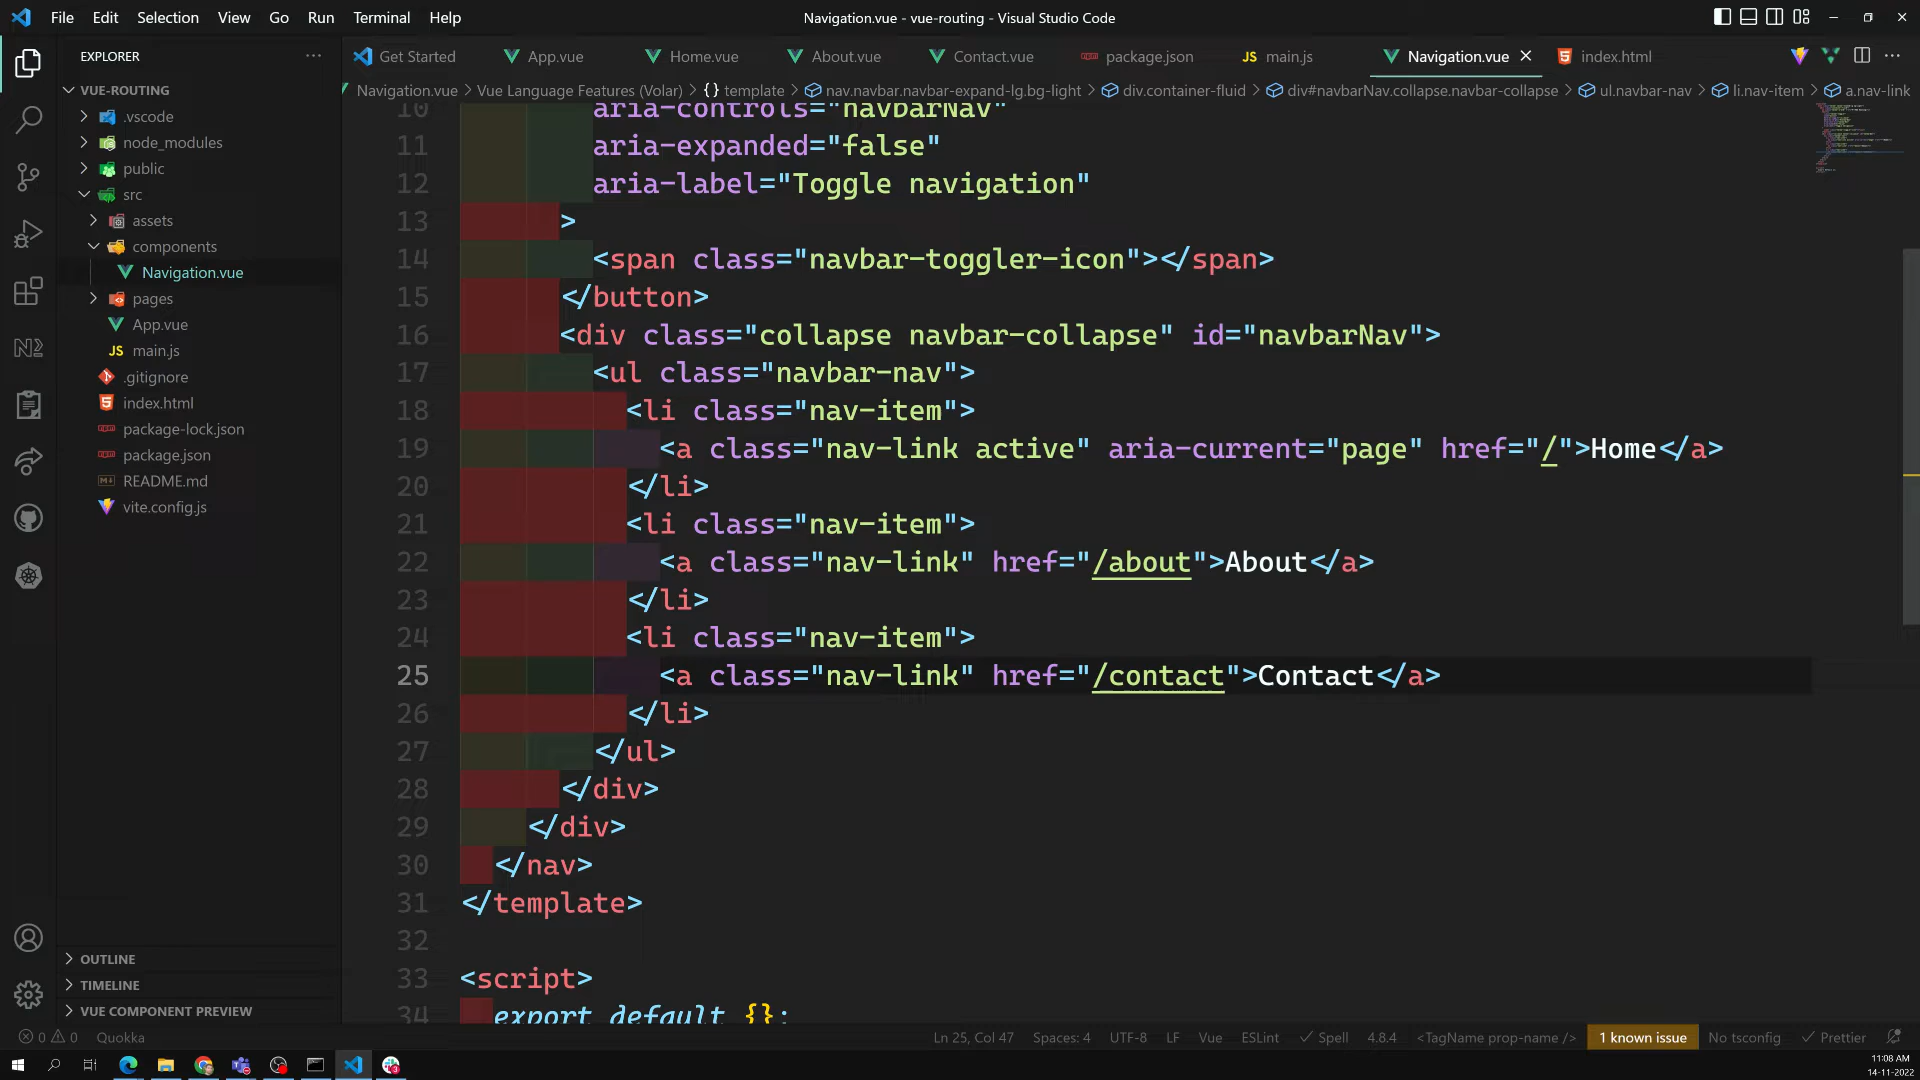 File Edit Selection View Go Run Terminal Help
Navigation.vue - vue-routing - Visual Studio Code
EXPLORER
VUE-ROUTING
.vscode
node_modules
public
src
assets
components
Navigation.vue
pages
App.vue
JS main.js
.gitignore
index.html
package-lock.json
package.json
README.md
vite.config.js
OUTLINE
TIMELINE
VUE COMPONENT PREVIEW
Get Started App.vue Home.vue About.vue Contact.vue package.json JS main.js Navigation.vue index.html
Navigation.vue > Vue Language Features (Volar) > {} template > nav.navbar.navbar-expand-lg.bg-light > div.container-fluid > div#navbarNav.collapse.navbar-collapse > ul.navbar-nav > li.nav-item > a.nav-link
10 aria-controls="navbarNav"
11 aria-expanded="false"
12 aria-label="Toggle navigation"
13 >
14 <span class="navbar-toggler-icon"></span>
15 </button>
16 <div class="collapse navbar-collapse" id="navbarNav">
17 <ul class="navbar-nav">
18 <li class="nav-item">
19 <a class="nav-link active" aria-current="page" href="/">Home</a>
20 </li>
21 <li class="nav-item">
22 <a class="nav-link" href="/about">About</a>
23 </li>
24 <li class="nav-item">
25 <a class="nav-link" href="/contact">Contact</a>
26 </li>
27 </ul>
28 </div>
29 </div>
30 </nav>
31 </template>
32
33 <script>
34 export default {};
0 0 Quokka
Ln 25, Col 47 Spaces: 4 UTF-8 LF Vue ESLint Spell 4.8.4 <TagName prop-name /> 1 known issue No tsconfig Prettier
11:08 AM
14-11-2022